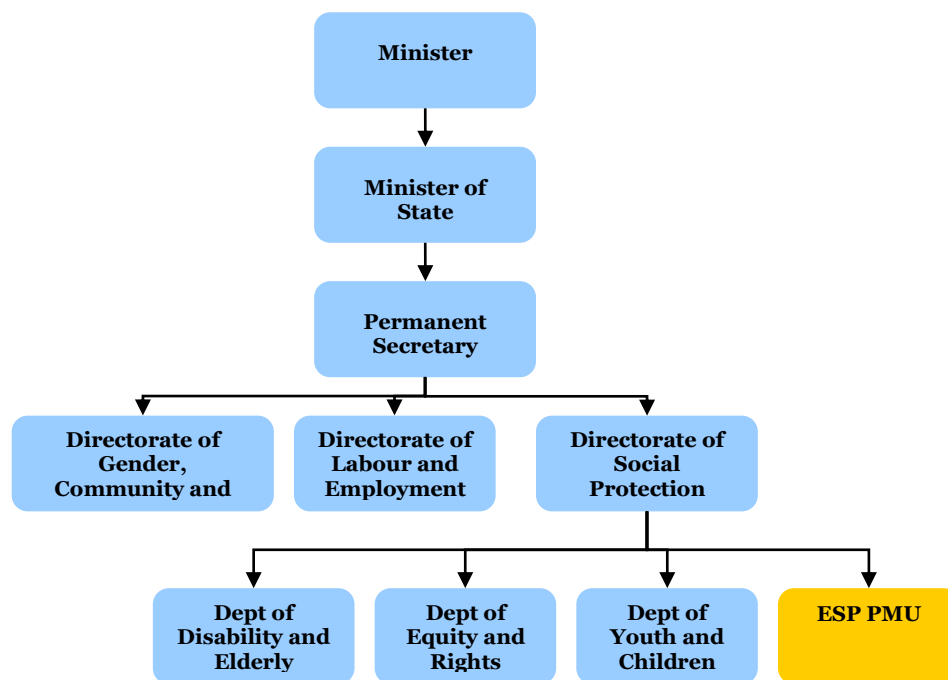 Minister
Minister of
State
Permanent
Secretary
Directorate of
Gender,
Community and
Directorate of
Labour and
Employment
Directorate of
Social
Protection
Dept of
Disability and
Elderly
Dept of
Equity and
Rights
Dept of
Youth and
Children
ESP PMU